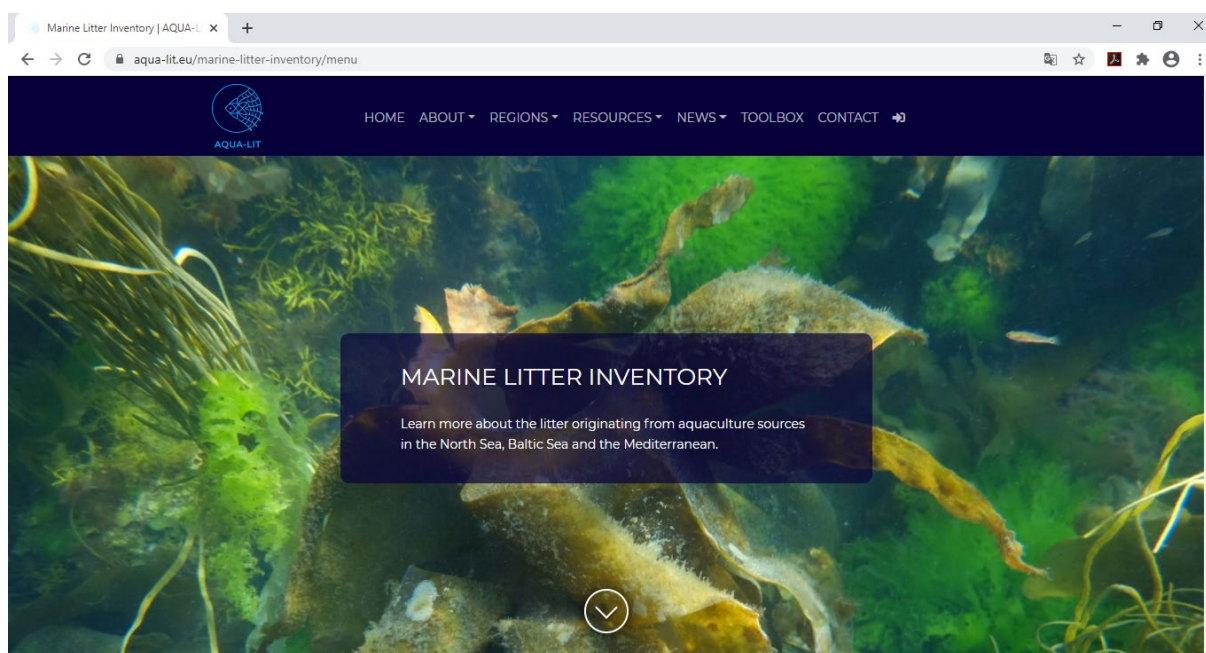 Marine Litter Inventory | AQUA-L
aqua-lit.eu/marine-litter-inventory/menu
AQUA-LIT
HOME ABOUT REGIONS RESOURCES NEWS TOOLBOX CONTACT
MARINE LITTER INVENTORY
Learn more about the litter originating from aquaculture sources
in the North Sea, Baltic Sea and the Mediterranean.